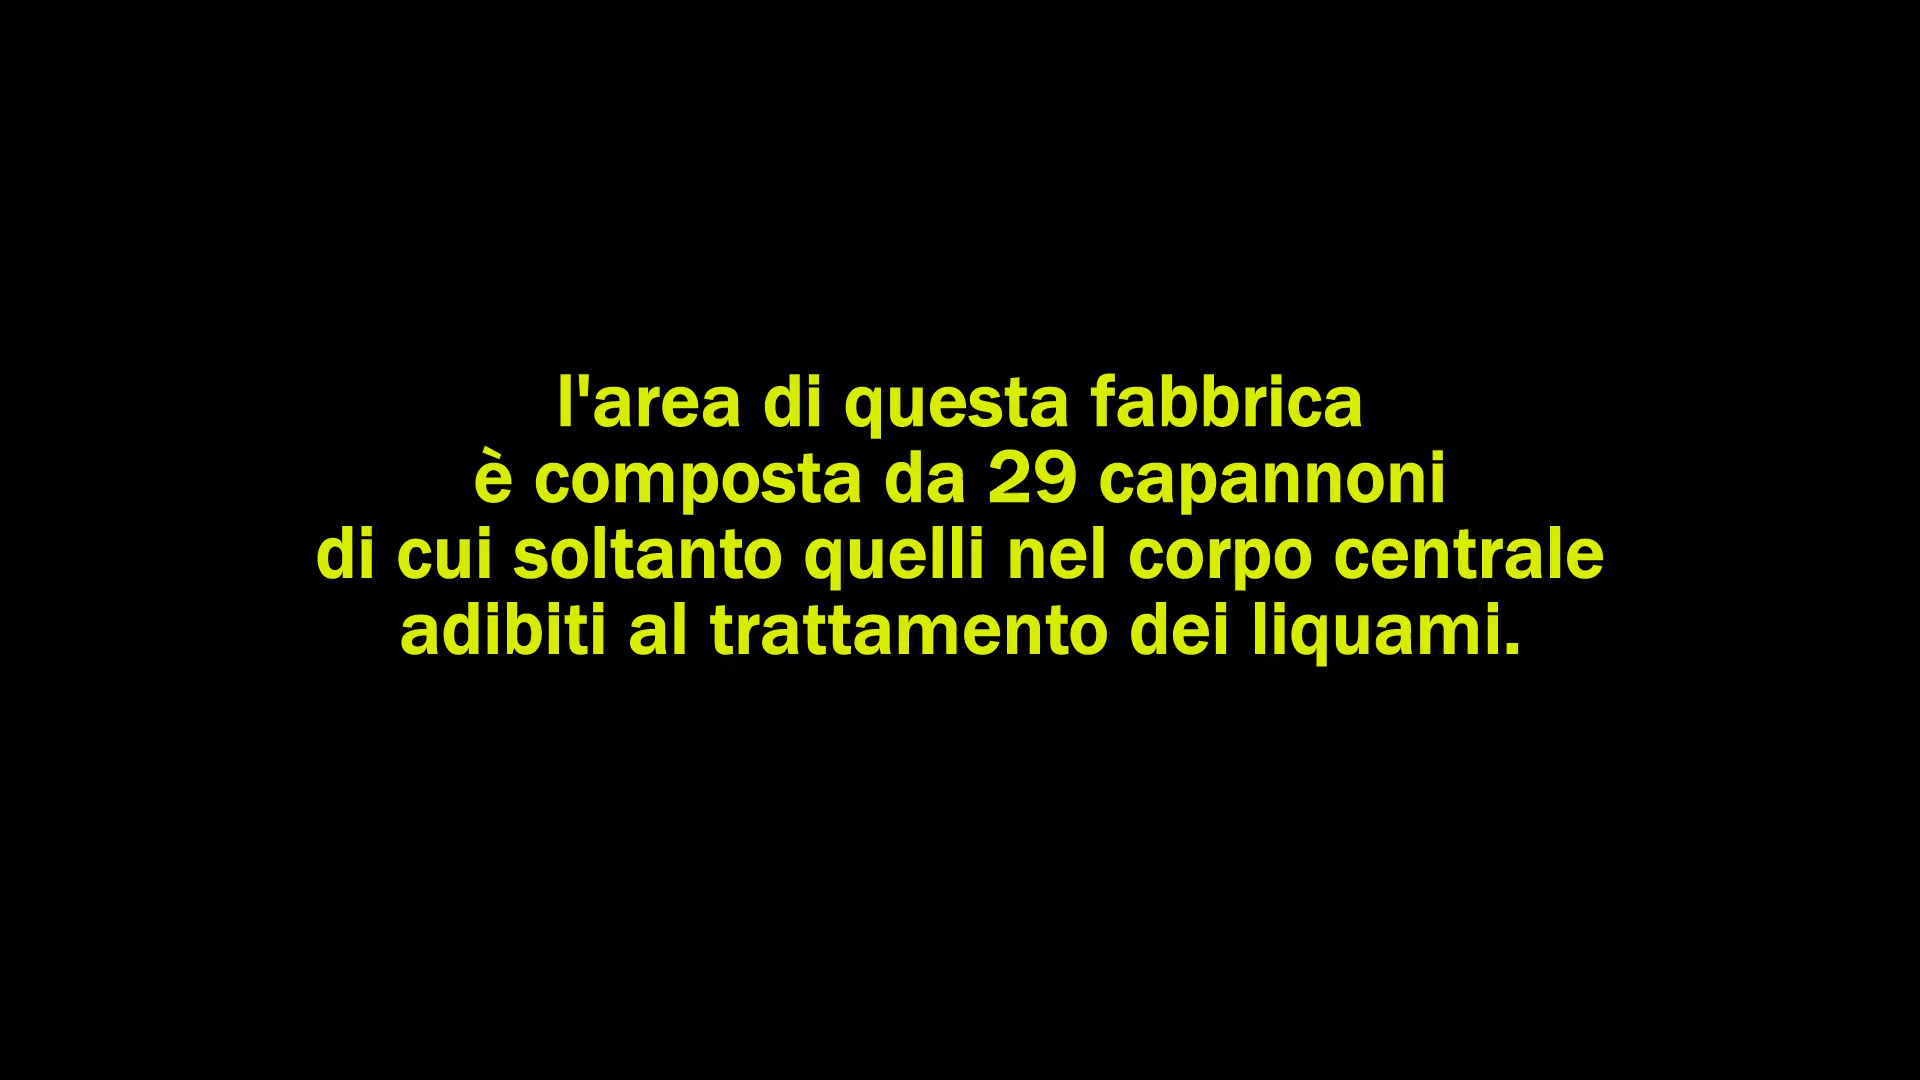 l'area di questa fabbrica
è composta da 29 capannoni
di cui soltanto quelli nel corpo centrale
adibiti al trattamento dei liquami.